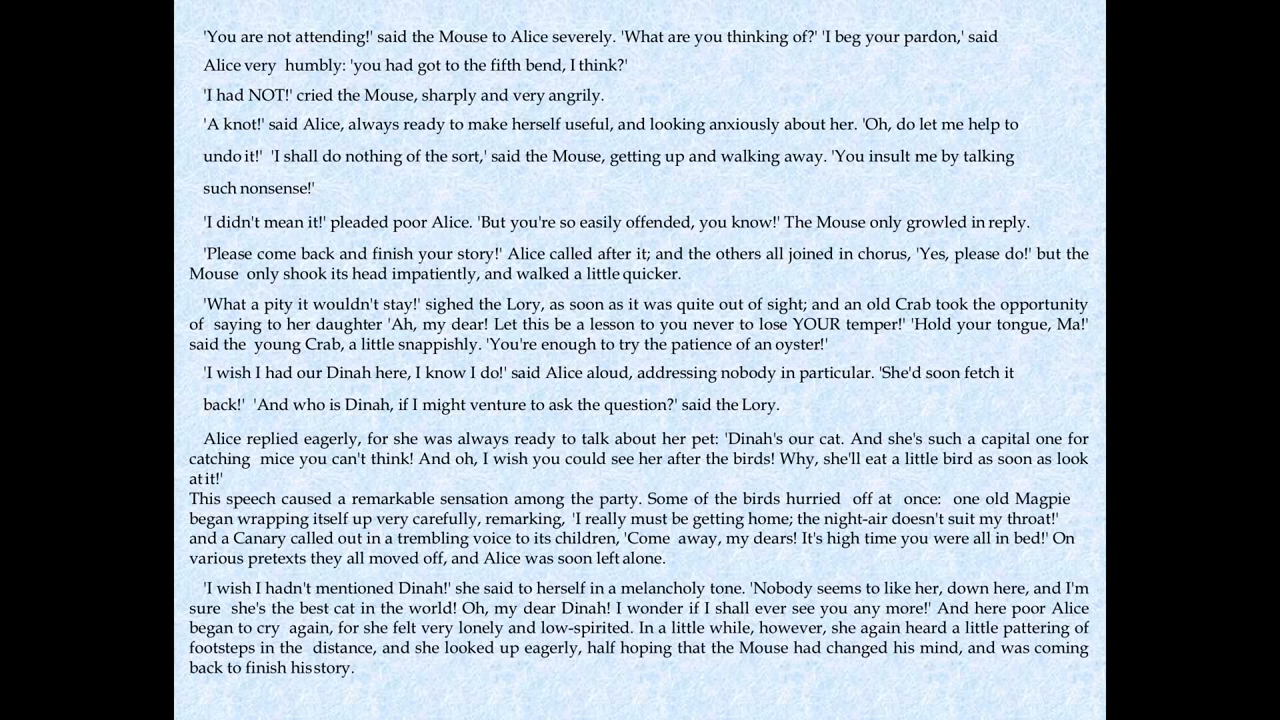 'You are not attending!' said the Mouse to Alice severely. 'What are you thinking of?' 'I beg your pardon,' said
Alice very humbly: 'you had got to the fifth bend, I think?'
'I had NOT!' cried the Mouse, sharply and very angrily.
'A knot!' said Alice, always ready to make herself useful, and looking anxiously about her. 'Oh, do let me help to
undo it!' 'I shall do nothing of the sort,' said the Mouse, getting up and walking away. 'You insult me by talking
such nonsense!'
'I didn't mean it!' pleaded poor Alice. 'But you're so easily offended, you know!' The Mouse only growled in reply.
'Please come back and finish your story!' Alice called after it; and the others all joined in chorus, 'Yes, please do!' but the
Mouse only shook its head impatiently, and walked a little quicker.
'What a pity it wouldn't stay!' sighed the Lory, as soon as it was quite out of sight; and an old Crab took the opportunity
of saying to her daughter 'Ah, my dear! Let this be a lesson to you never to lose YOUR temper!' 'Hold your tongue, Ma!'
said the young Crab, a little snappishly. 'You're enough to try the patience of an oyster!'
'I wish I had our Dinah here, I know I do!' said Alice aloud, addressing nobody in particular. 'She'd soon fetch it
back!' 'And who is Dinah, if I might venture to ask the question?' said the Lory.
Alice replied eagerly, for she was always ready to talk about her pet: 'Dinah's our cat. And she's such a capital one for
catching mice you can't think! And oh, I wish you could see her after the birds! Why, she'll eat a little bird as soon as look
at it!'
This speech caused a remarkable sensation among the party. Some of the birds hurried off at once: one old Magpie
began wrapping itself up very carefully, remarking, 'I really must be getting home; the night-air doesn't suit my throat!'
and a Canary called out in a trembling voice to its children, 'Come away, my dears! It's high time you were all in bed!' On
various pretexts they all moved off, and Alice was soon left alone.
'I wish I hadn't mentioned Dinah!' she said to herself in a melancholy tone. 'Nobody seems to like her, down here, and I'm
sure she's the best cat in the world! Oh, my dear Dinah! I wonder if I shall ever see you any more!' And here poor Alice
began to cry again, for she felt very lonely and low-spirited. In a little while, however, she again heard a little pattering of
footsteps in the distance, and she looked up eagerly, half hoping that the Mouse had changed his mind, and was coming
back to finish his story.